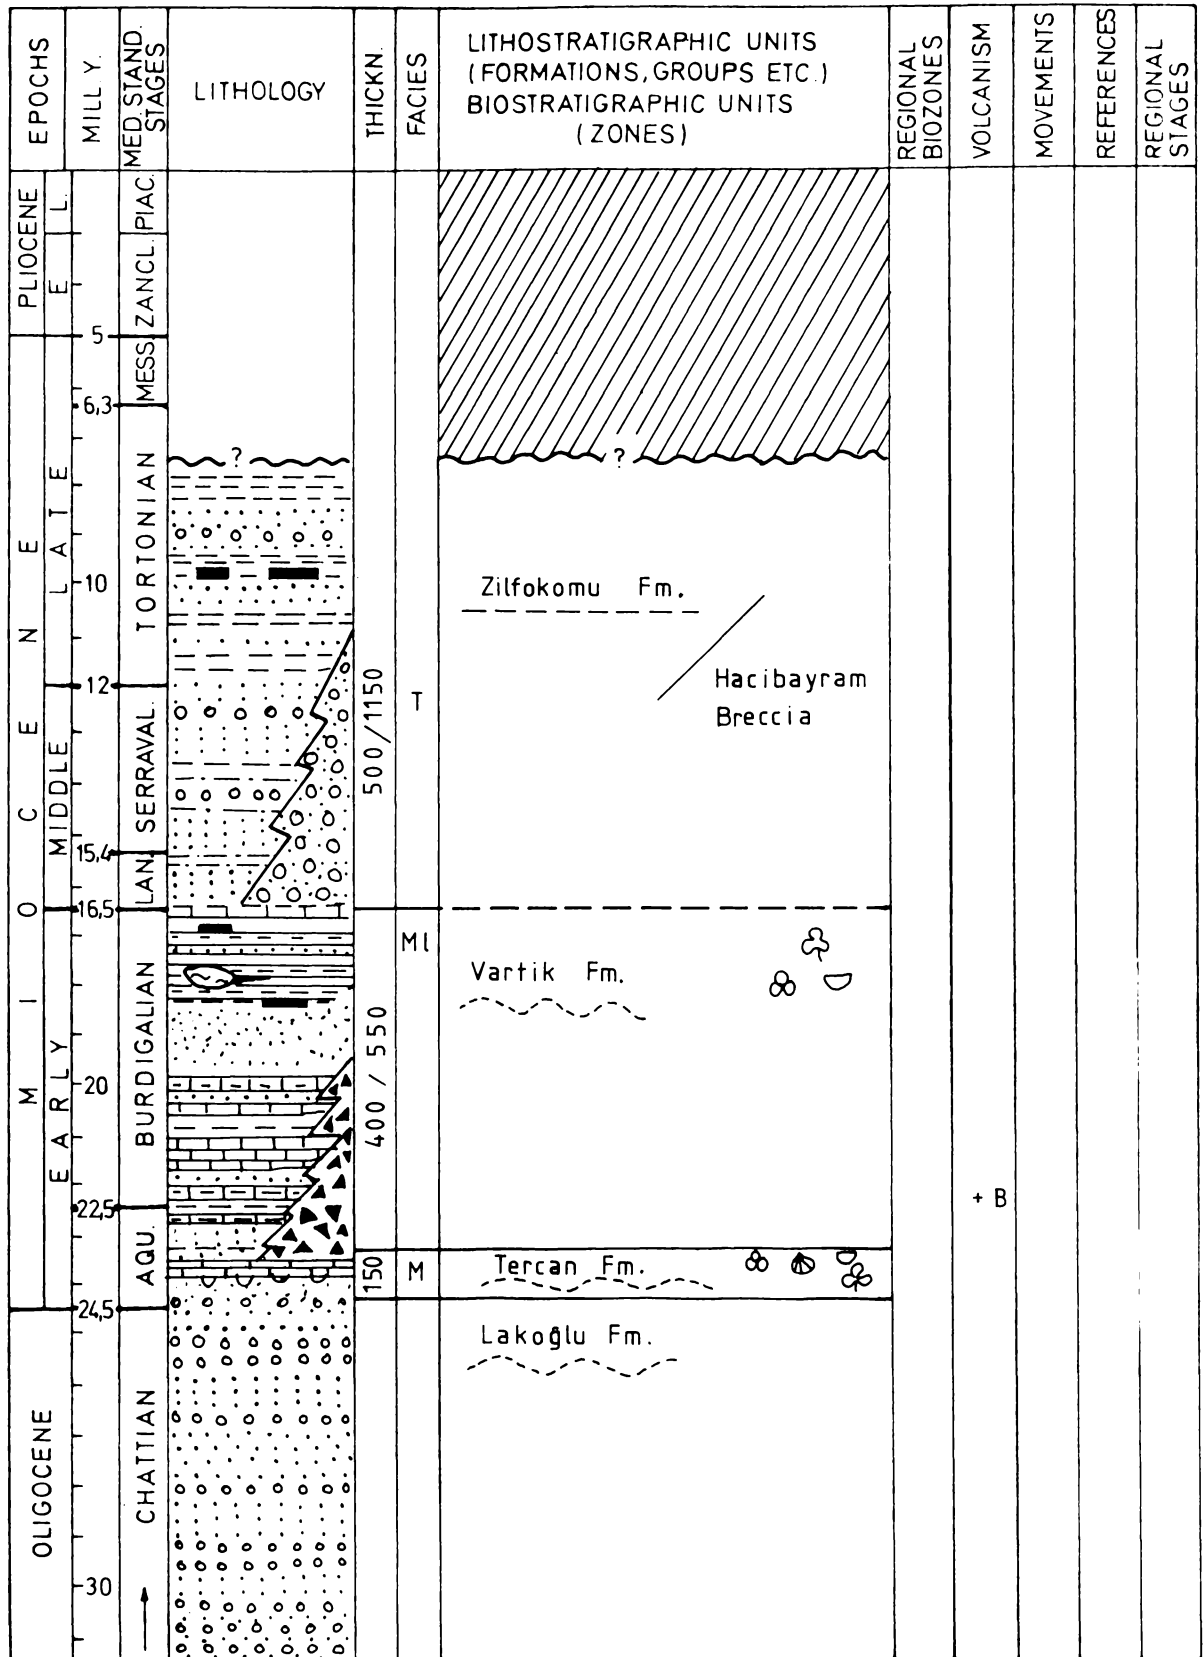 EPOCHS
MILL.Y.
MED. STAND. STAGES
LITHOLOGY
THICKN.
FACIES
LITHOSTRATIGRAPHIC UNITS
(FORMATIONS, GROUPS ETC.)
BIOSTRATIGRAPHIC UNITS
(ZONES)
REGIONAL BIOZONES
VOLCANISM
MOVEMENTS
REFERENCES
REGIONAL STAGES
PLIOCENE
L.
E
PIAC.
ZANCL.
5
MESS.
6,3
?
?
MIOCENE
LATE
TORTONIAN
10
Zilfokomu Fm.
12
Hacibayram
Breccia
500/1150
T
MIDDLE
SERRAVAL.
15,4
LAN.
16,5
Ml
Vartik Fm.
EARLY
BURDIGALIAN
20
400 / 550
22,5
+ B
AQU.
150
M
Tercan Fm.
24,5
Lakoğlu Fm.
OLIGOCENE
CHATTIAN
30